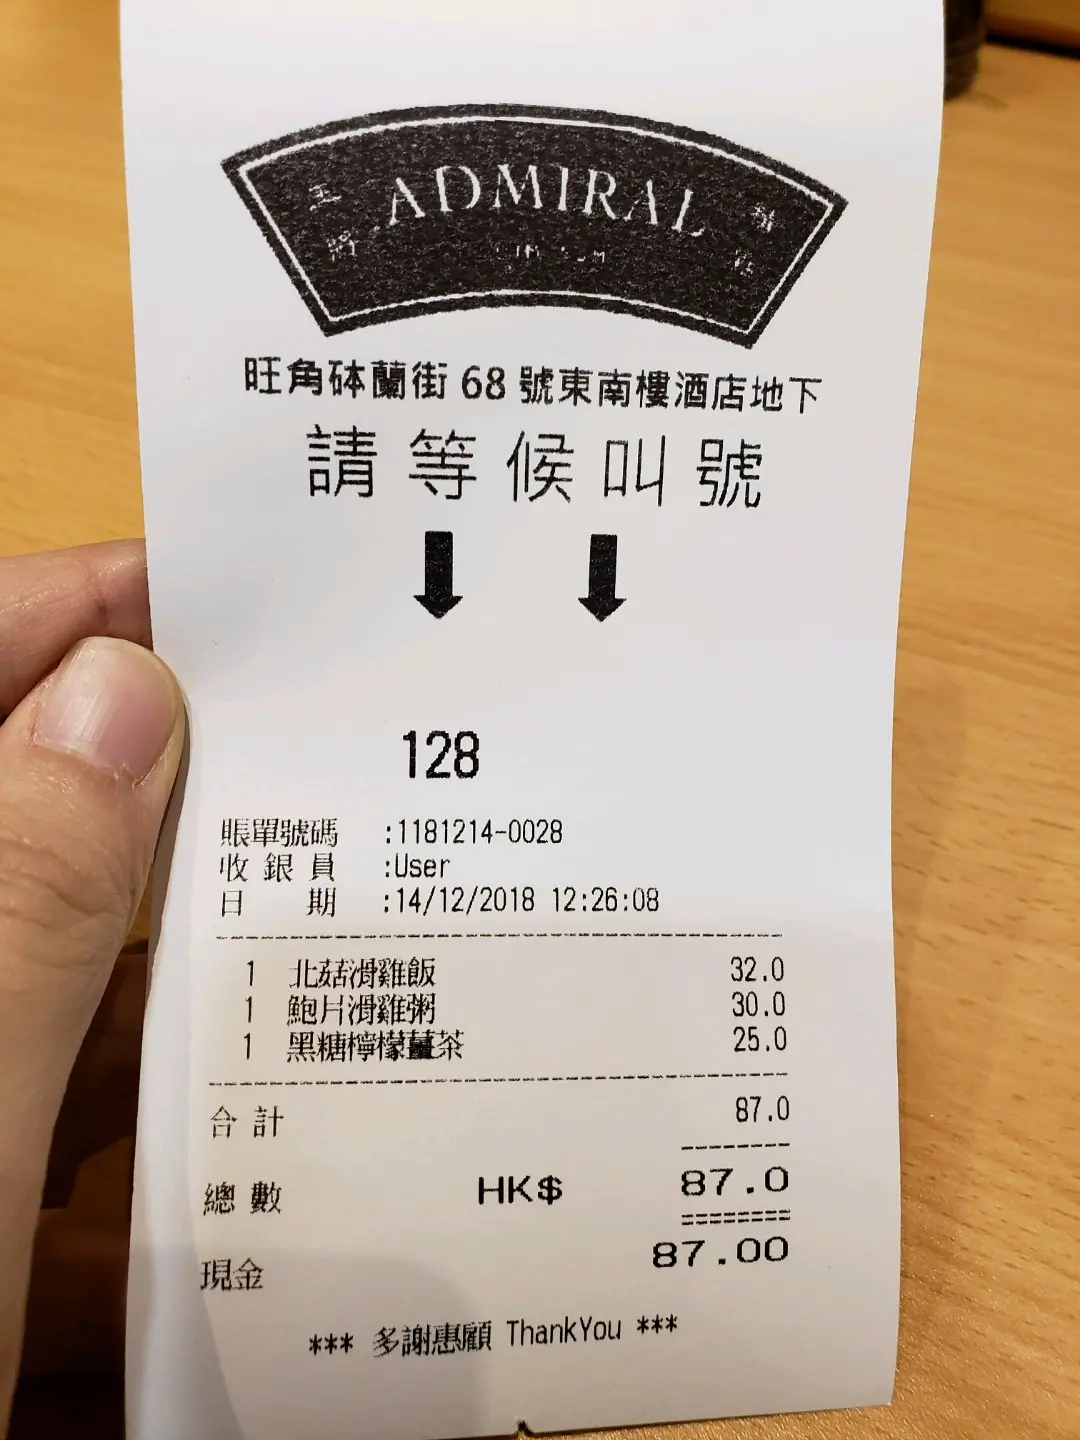 ADMIRAL
旺角砵蘭街 68 號東南樓酒店地下
請等候叫號
128
賬單號碼 :1181214-0028
收銀員 :User
日期 :14/12/2018 12:26:08
1 北菇滑雞飯 32.0
1 鮑片滑雞粥 30.0
1 黑糖檸檬薑茶 25.0
合計 87.0
總數 HK$ 87.0
現金 87.00
*** 多謝惠顧 ThankYou ***